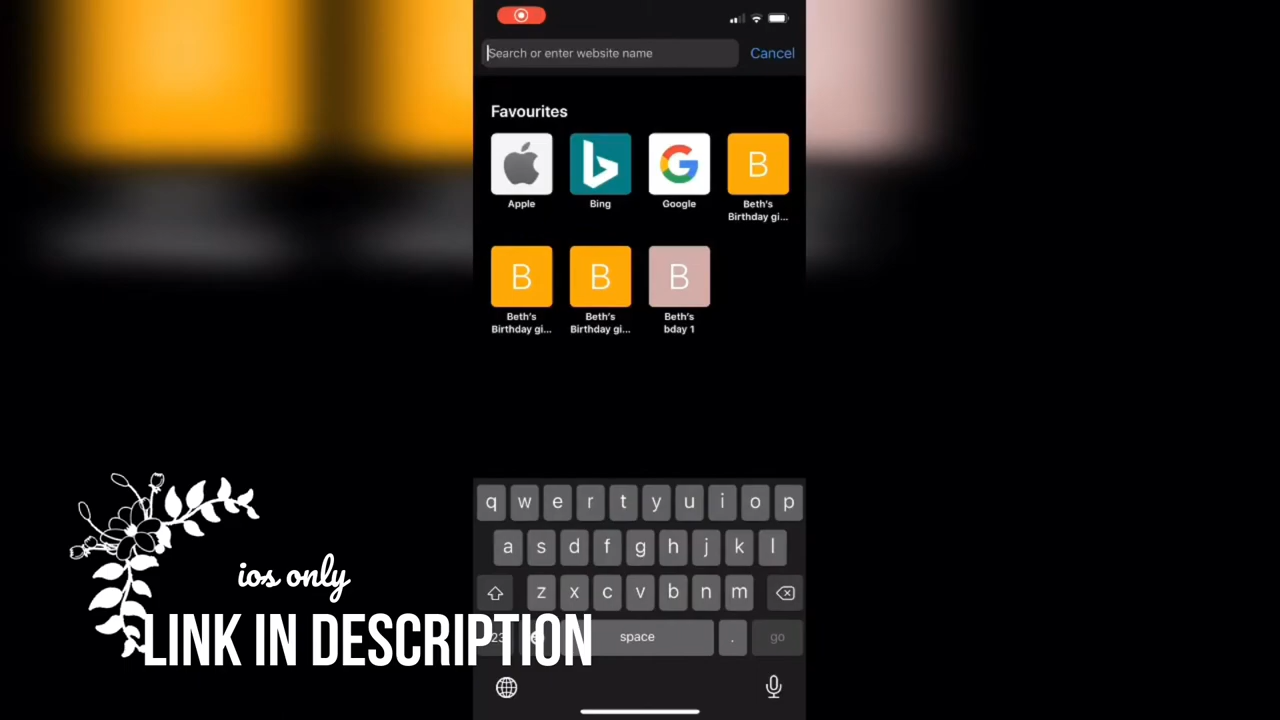 Search or enter website name
Cancel
Favourites
Apple
Bing
G
Google
B
Beth's
Birthday gi...
B
Beth's
Birthday gi...
B
Beth's
Birthday gi...
B
Beth's
bday 1
q w e r t y u i o p
a s d f g h j k l
z x c v b n m
space . go
ios only
LINK IN DESCRIPTION